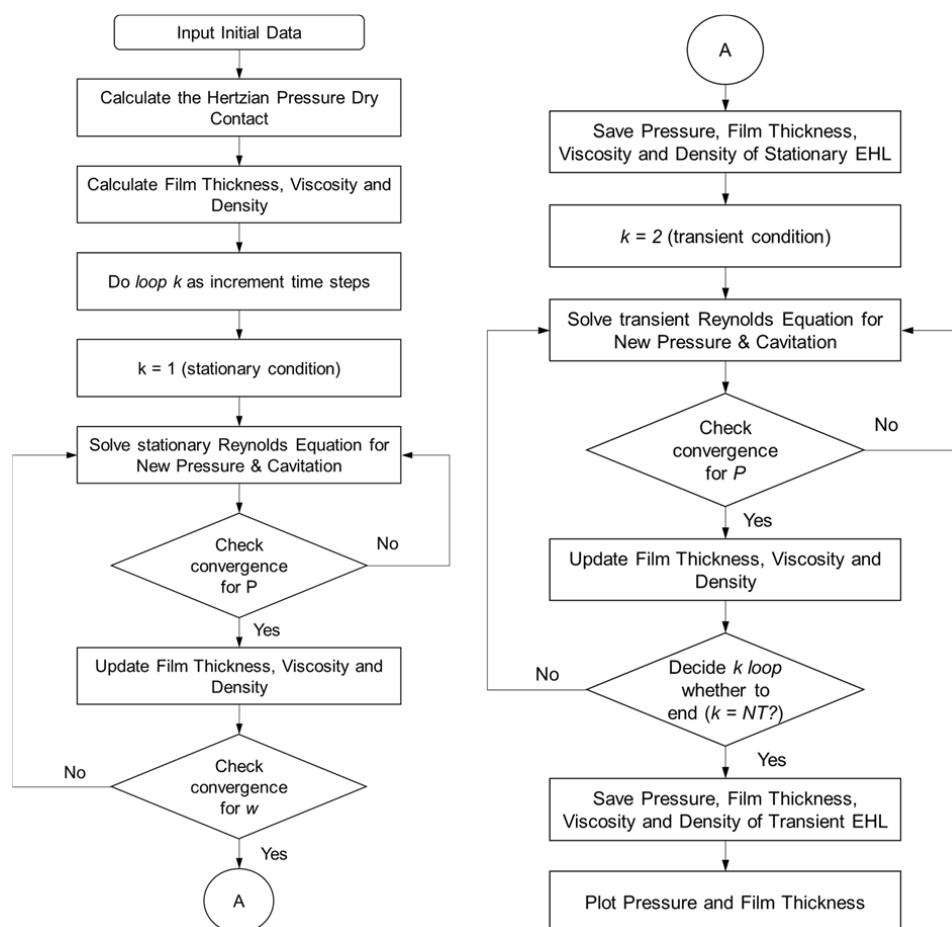 Input Initial Data
Calculate the Hertzian Pressure Dry
Contact
Calculate Film Thickness, Viscosity and
Density
Do loop k as increment time steps
k = 1 (stationary condition)
Solve stationary Reynolds Equation for
New Pressure & Cavitation
Check
convergence
for P
No
Yes
Update Film Thickness, Viscosity and
Density
Check
convergence
for w
No
Yes
A
A
Save Pressure, Film Thickness,
Viscosity and Density of Stationary EHL
k = 2 (transient condition)
Solve transient Reynolds Equation for
New Pressure & Cavitation
Check
convergence
for P
No
Yes
Update Film Thickness, Viscosity and
Density
Decide k loop
whether to
end (k = NT?)
No
Yes
Save Pressure, Film Thickness,
Viscosity and Density of Transient EHL
Plot Pressure and Film Thickness